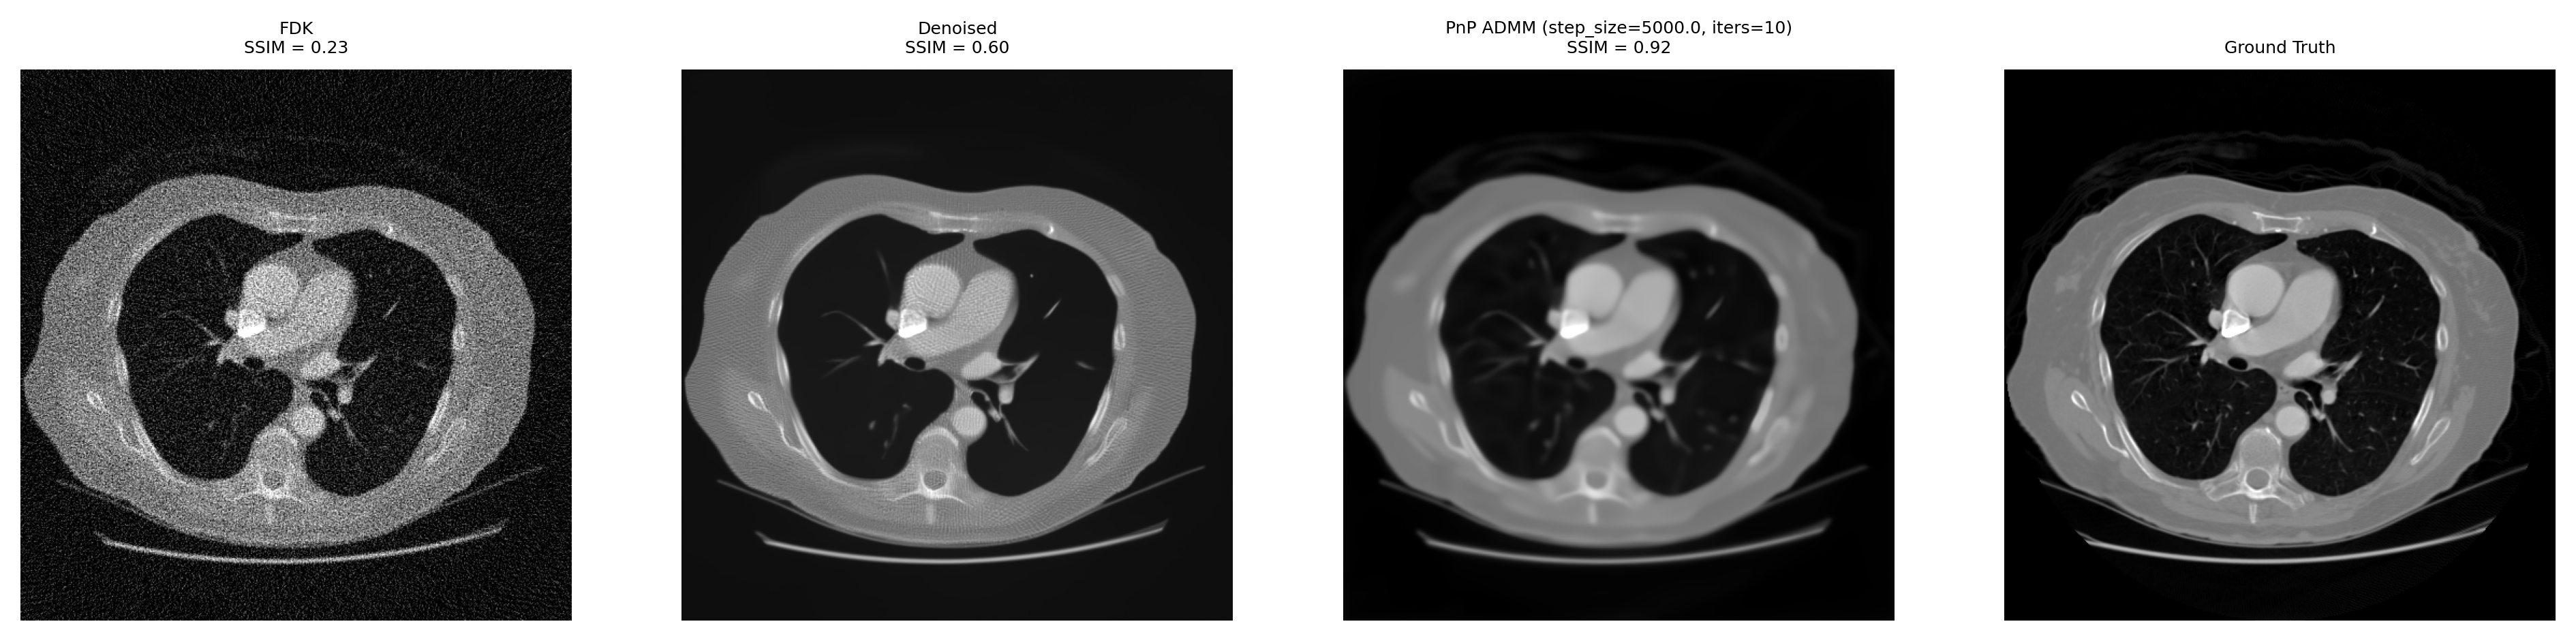 FDK
SSIM = 0.23
Denoised
SSIM = 0.60
PnP ADMM (step_size=5000.0, iters=10)
SSIM = 0.92
Ground Truth